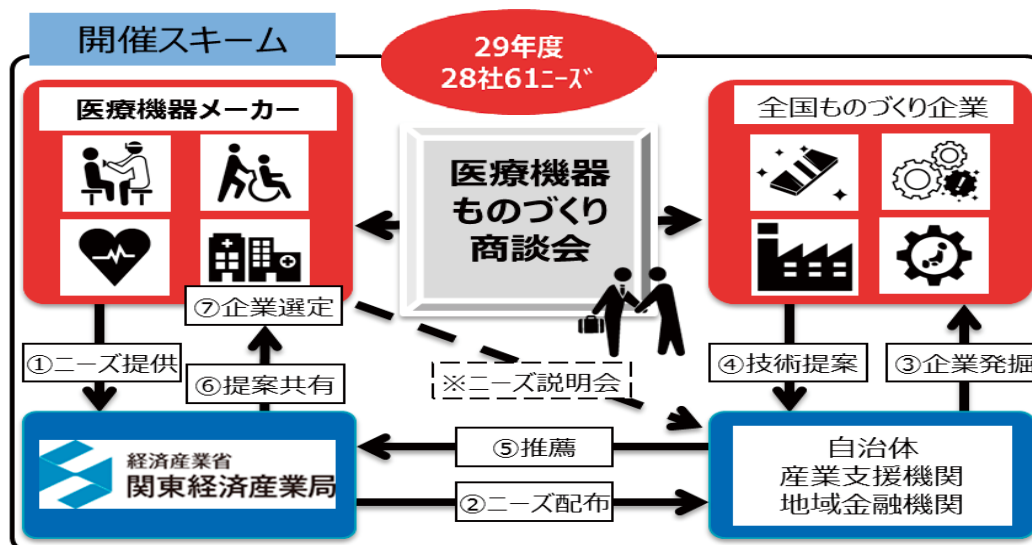 開催スキーム
29年度
28社61ﾆｰｽﾞ
医療機器メーカー
全国ものづくり企業
医療機器
ものづくり
商談会
⑦企業選定
①ニーズ提供
⑥提案共有
※ニーズ説明会
④技術提案
③企業発掘
経済産業省
関東経済産業局
⑤推薦
②ニーズ配布
自治体
産業支援機関
地域金融機関